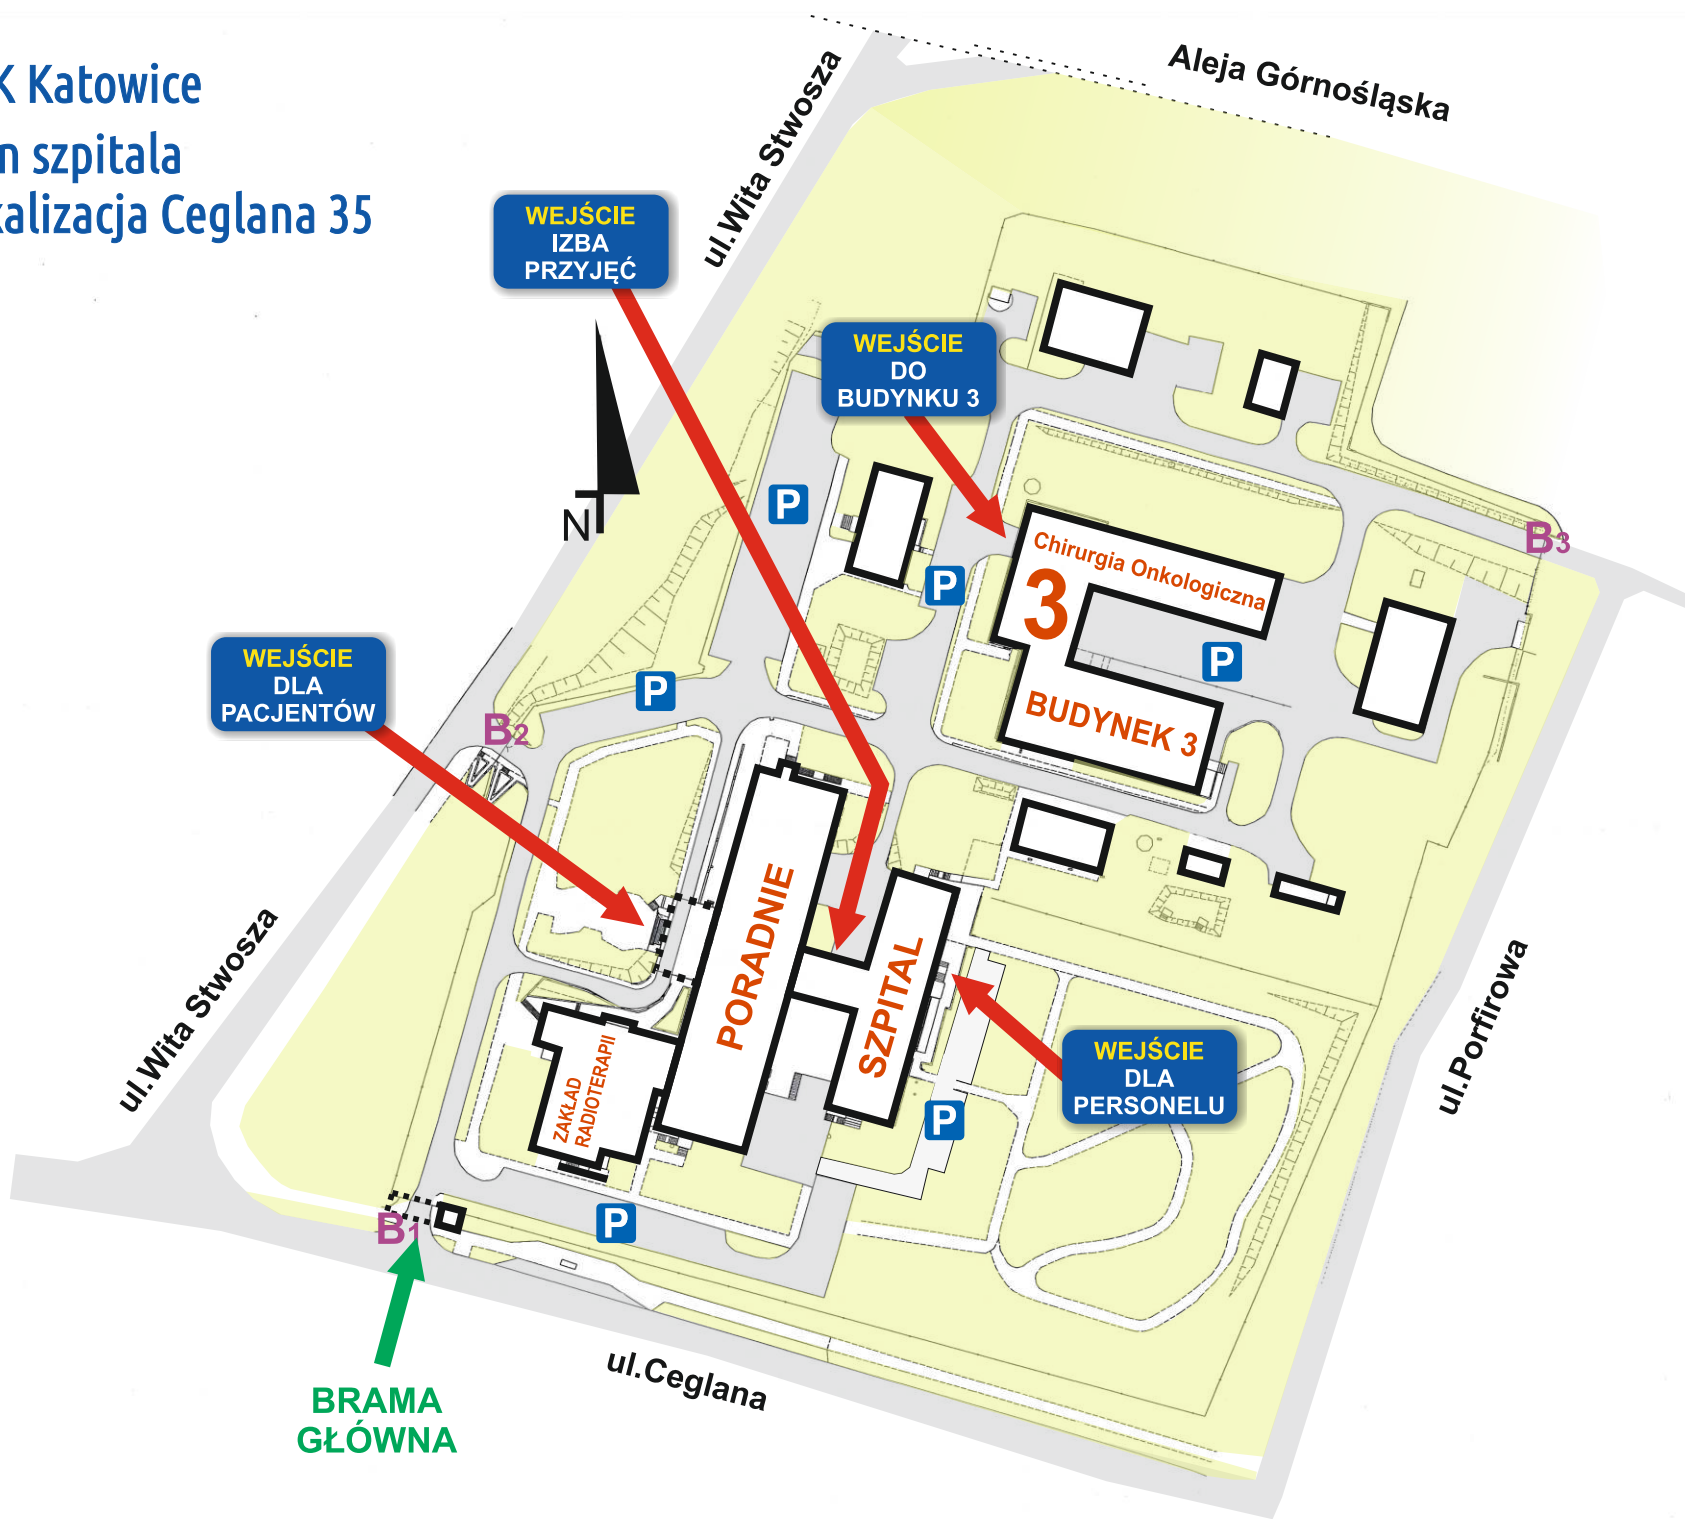 K Katowice
n szpitala
kalizacja Ceglana 35
Aleja Górnośląska
ul.Wita Stwosza
WEJŚCIE
IZBA
PRZYJĘĆ
WEJŚCIE
DO
BUDYNKU 3
N
P
P
B3
Chirurgia Onkologiczna
3
P
BUDYNEK 3
WEJŚCIE
DLA
PACJENTÓW
P
B2
PORADNIE
SZPITAL
ul.Wita Stwosza
ul.Porfirowa
ZAKŁAD
RADIOTERAPII
WEJŚCIE
DLA
PERSONELU
P
P
B1
BRAMA
GŁÓWNA
ul.Ceglana